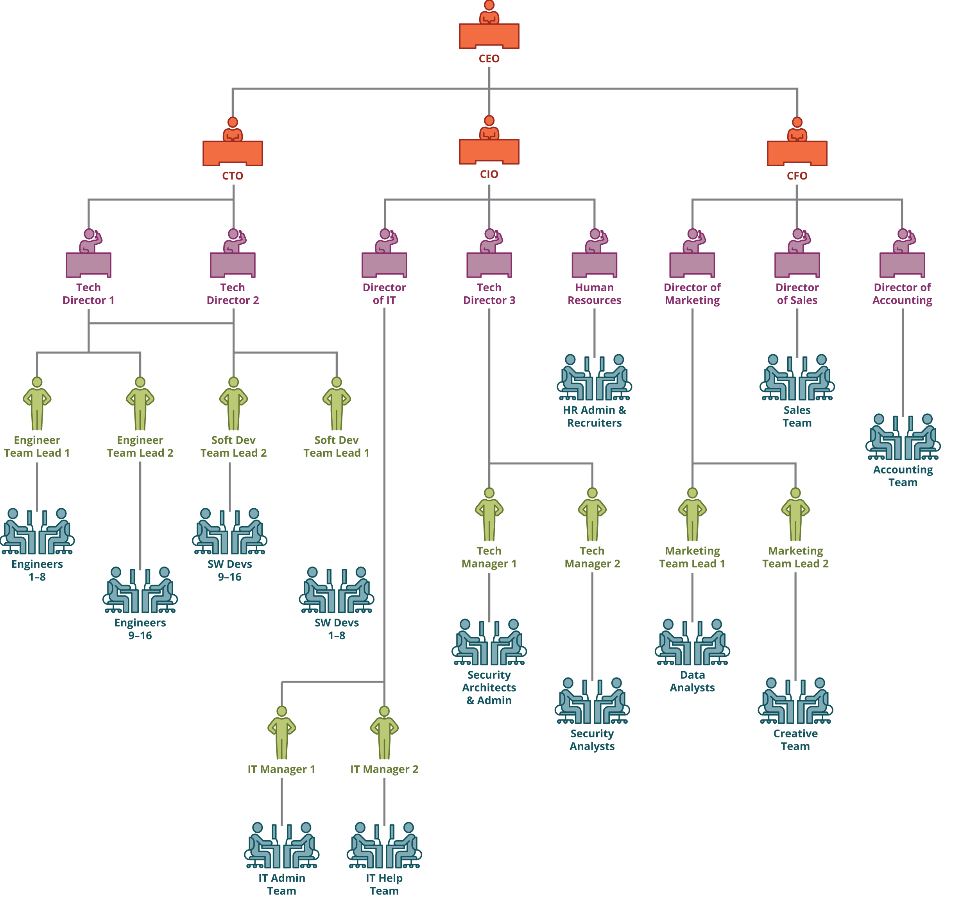 CEO
CTO
CIO
CFO
Tech
Director 1
Tech
Director 2
Director
of IT
Tech
Director 3
Human
Resources
Director of
Marketing
Director
of Sales
Director of
Accounting
HR Admin &
Recruiters
Sales
Team
Engineer
Team Lead 1
Engineer
Team Lead 2
Soft Dev
Team Lead 2
Soft Dev
Team Lead 1
Accounting
Team
Engineers
1–8
SW Devs
9–16
Tech
Manager 1
Tech
Manager 2
Marketing
Team Lead 1
Marketing
Team Lead 2
Engineers
9–16
SW Devs
1–8
Security
Architects
& Admin
Data
Analysts
Security
Analysts
Creative
Team
IT Manager 1
IT Manager 2
IT Admin
Team
IT Help
Team